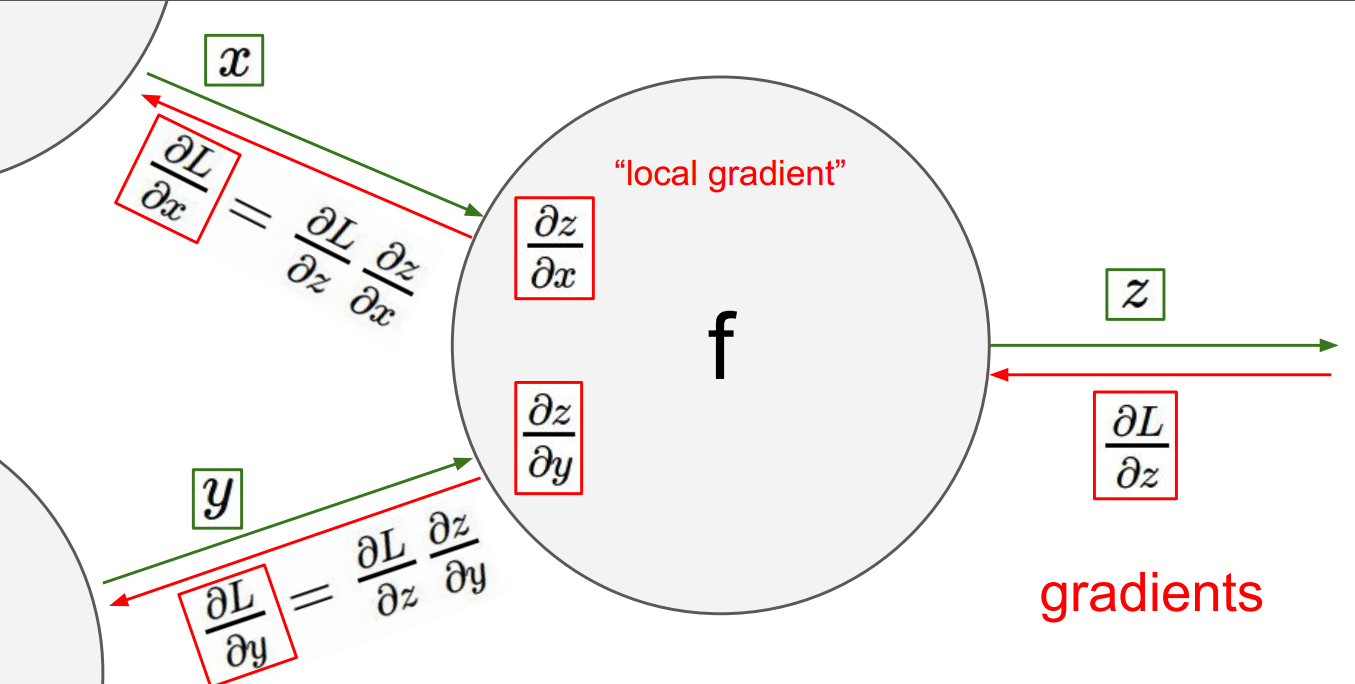 x
∂L/∂x = ∂L/∂z ∂z/∂x
“local gradient”
∂z/∂x
f
z
∂L/∂z
∂z/∂y
y
∂L/∂y = ∂L/∂z ∂z/∂y
gradients